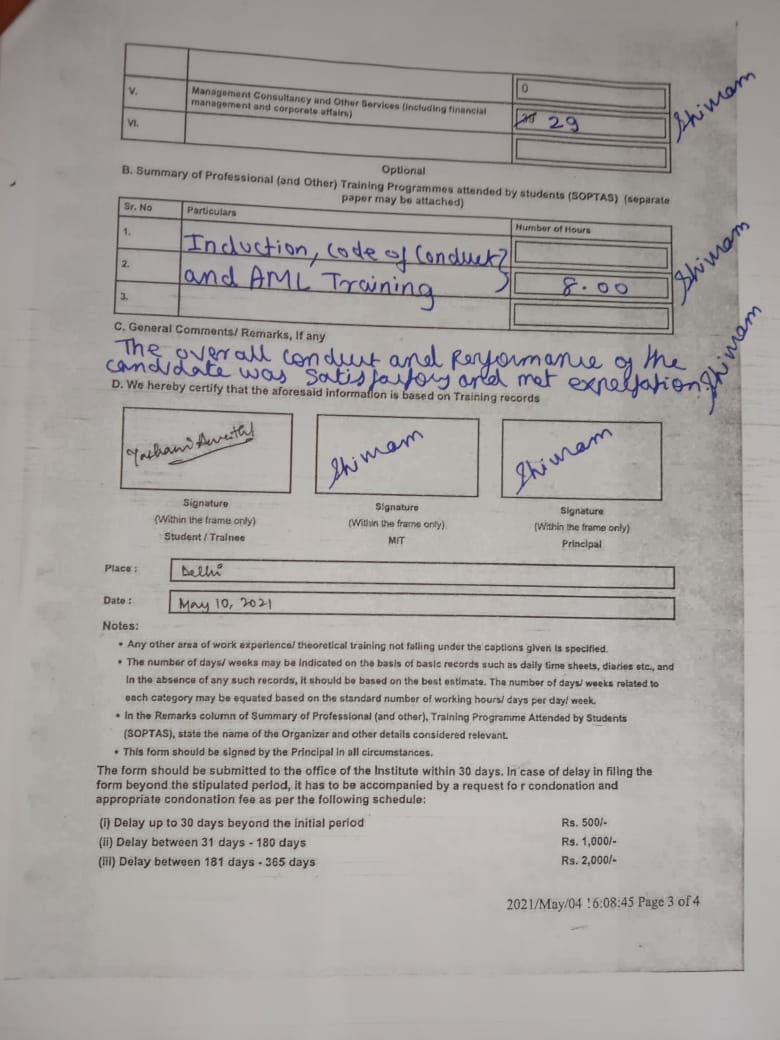 0
V.
Management Consultancy and Other Services (including financial
management and corporate affairs)
29
VI.
Optional
B. Summary of Professional (and Other) Training Programmes attended by students (SOPTAS) (separate
paper may be attached)
Sr. No Particulars Number of Hours
1.
Induction, Code of Conduct
2.
and AML Training 8.00
3.
C. General Comments/ Remarks, If any
The overall conduct and Performance of the
candidate was Satisfactory and met expectation.
D. We hereby certify that the aforesaid information is based on Training records
Shivam
Shivam
Shivam
Shivam Shivam
Signature Signature Signature
(Within the frame only) (Within the frame only) (Within the frame only)
Student / Trainee MIT Principal
Place : Delhi
Date : May 10, 2021
Notes:
• Any other area of work experience/ theoretical training not falling under the captions given is specified.
• The number of days/ weeks may be indicated on the basis of basic records such as daily time sheets, diaries etc., and
in the absence of any such records, it should be based on the best estimate. The number of days/ weeks related to
each category may be equated based on the standard number of working hours/ days per day/ week.
• In the Remarks column of Summary of Professional (and other), Training Programme Attended by Students
(SOPTAS), state the name of the Organizer and other details considered relevant.
• This form should be signed by the Principal in all circumstances.
The form should be submitted to the office of the Institute within 30 days. In case of delay in filing the
form beyond the stipulated period, it has to be accompanied by a request fo r condonation and
appropriate condonation fee as per the following schedule:
(i) Delay up to 30 days beyond the initial period Rs. 500/-
(ii) Delay between 31 days - 180 days Rs. 1,000/-
(iii) Delay between 181 days - 365 days Rs. 2,000/-
2021/May/04 16:08:45 Page 3 of 4